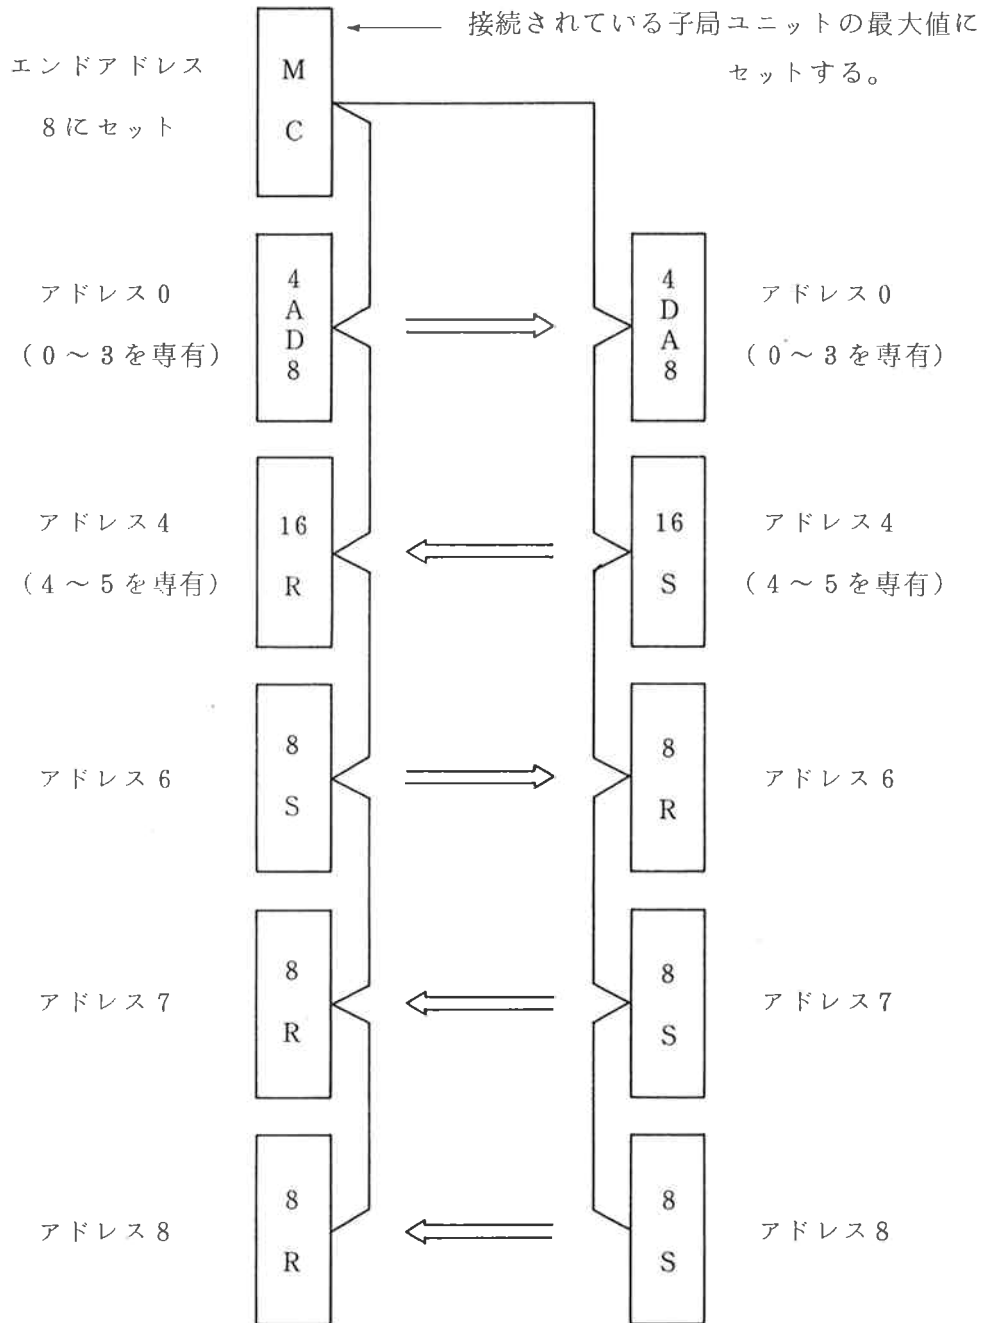 接続されている子局ユニットの最大値に
セットする。
エンドアドレス
8にセット
M
C
アドレス0
(0～3を専有)
4
A
D
8
4
D
A
8
アドレス0
(0～3を専有)
アドレス4
(4～5を専有)
16
R
16
S
アドレス4
(4～5を専有)
アドレス6
8
S
8
R
アドレス6
アドレス7
8
R
8
S
アドレス7
アドレス8
8
R
8
S
アドレス8